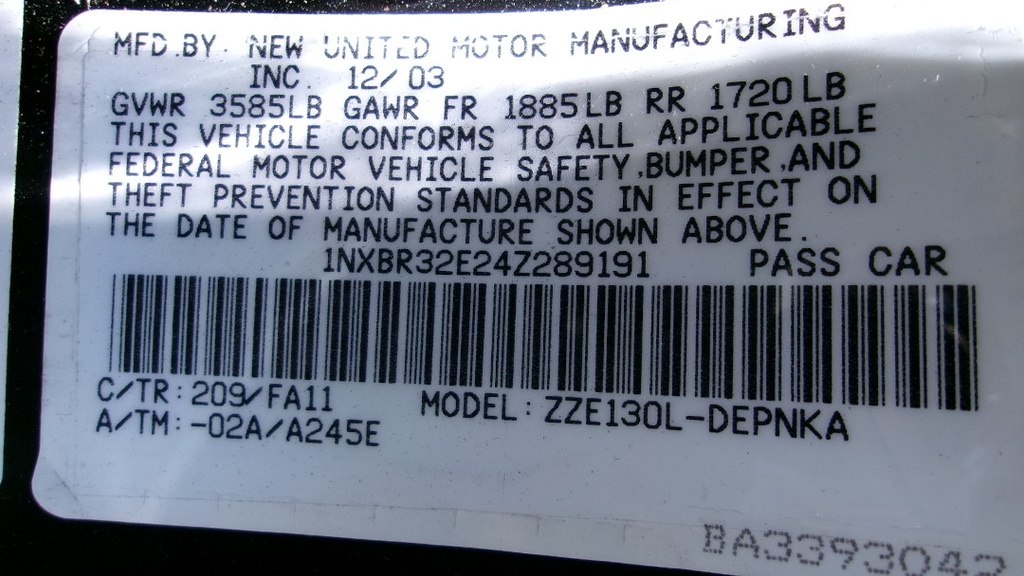 MFD.BY. NEW UNITED MOTOR MANUFACTURING
INC. 12/03
GVWR 3585LB GAWR FR 1885LB RR 1720LB
THIS VEHICLE CONFORMS TO ALL APPLICABLE
FEDERAL MOTOR VEHICLE SAFETY,BUMPER,AND
THEFT PREVENTION STANDARDS IN EFFECT ON
THE DATE OF MANUFACTURE SHOWN ABOVE.
1NXBR32E24Z289191 PASS CAR
C/TR:209/FA11 MODEL:ZZE130L-DEPNKA
A/TM:-02A/A245E
BA3393042